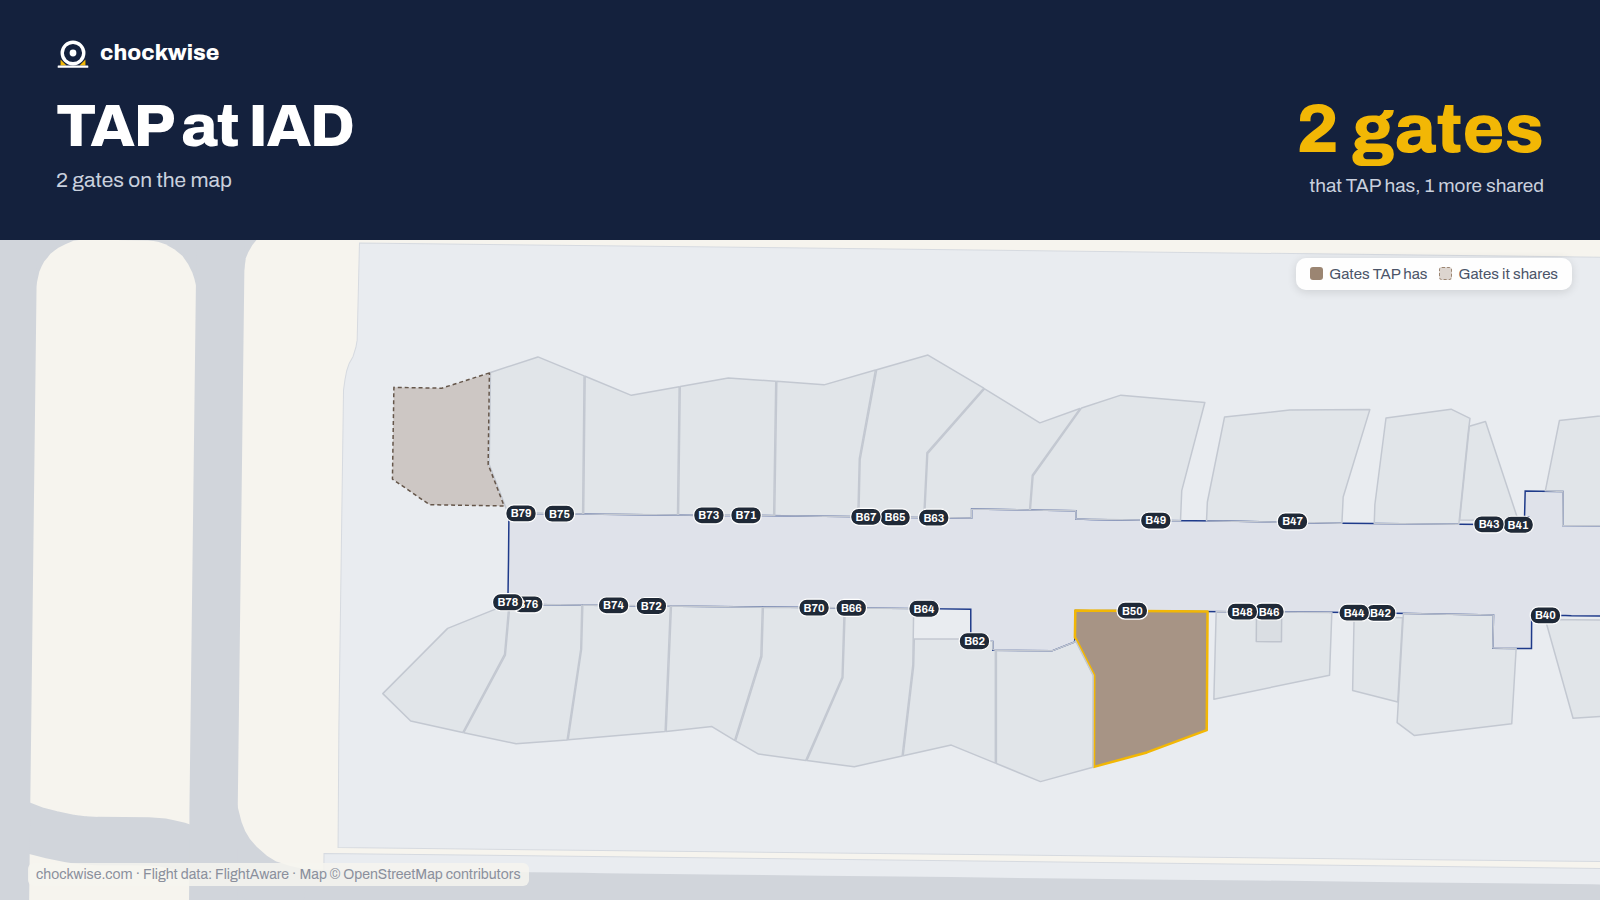 chockwise
TAP at IAD
2 gates on the map
2 gates
that TAP has, 1 more shared
Gates TAP has
Gates it shares
B79 B75 B73 B71 B67 B65 B63 B49 B47 B43 B41
B78 B76 B74 B72 B70 B66 B64 B62 B50 B48 B46 B44 B42 B40
chockwise.com · Flight data: FlightAware · Map © OpenStreetMap contributors